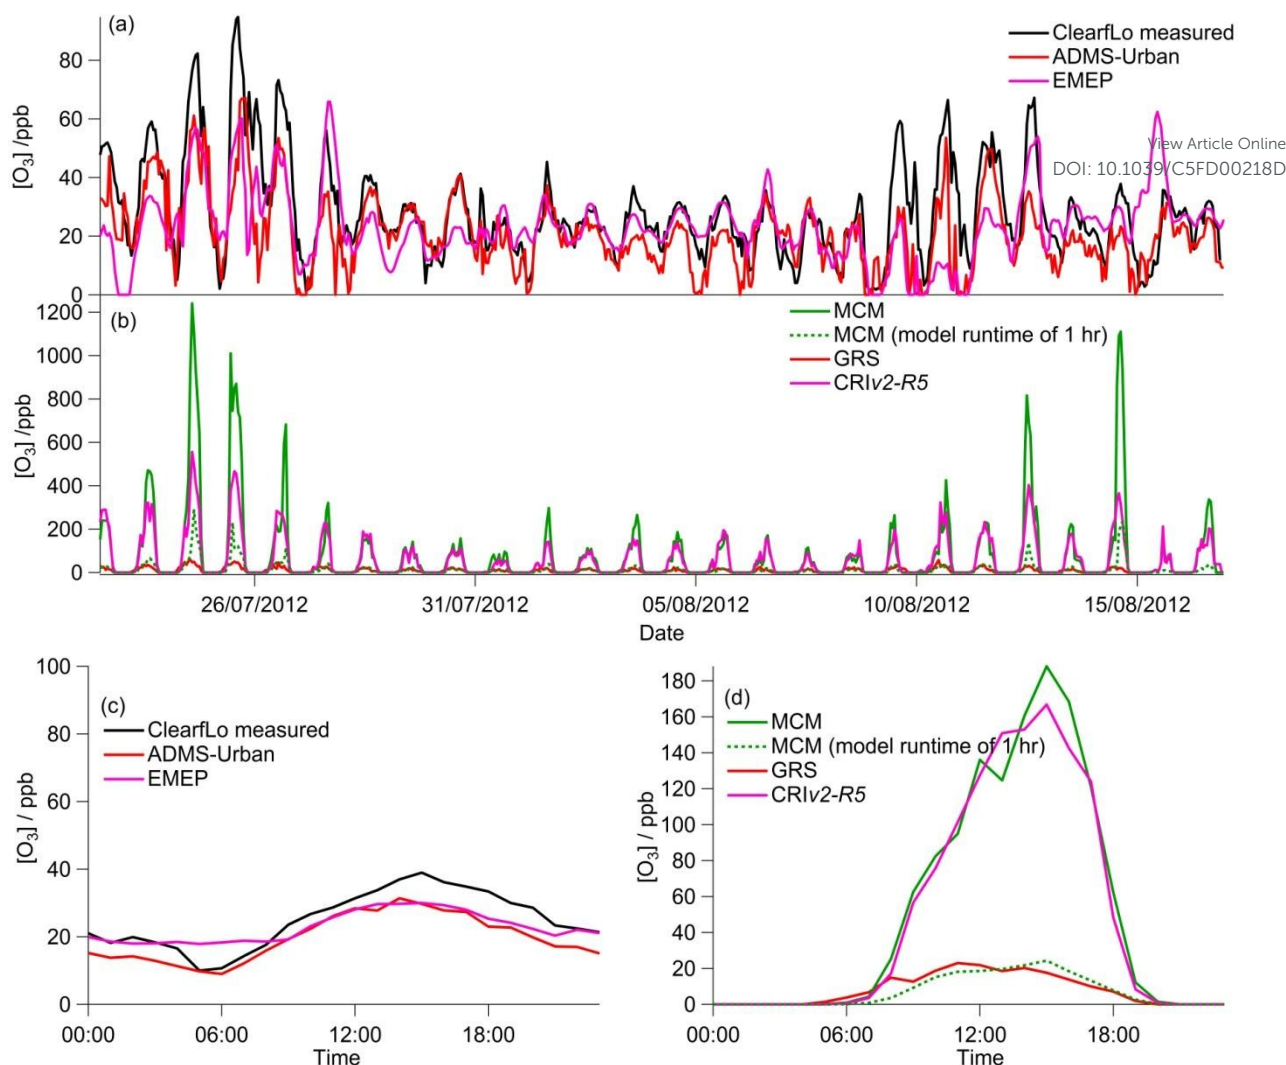 (a)
ClearfLo measured
ADMS-Urban
EMEP
[O3] /ppb
80
60
40
20
0
View Article Online
DOI: 10.1039/C5FD00218D
(b)
MCM
MCM (model runtime of 1 hr)
GRS
CRIv2-R5
[O3] /ppb
1200
1000
800
600
400
200
0
26/07/2012 31/07/2012 05/08/2012 10/08/2012 15/08/2012
Date
(c)
ClearfLo measured
ADMS-Urban
EMEP
[O3] / ppb
100
80
60
40
20
0
00:00 06:00 12:00 18:00
Time
(d)
MCM
MCM (model runtime of 1 hr)
GRS
CRIv2-R5
[O3] / ppb
180
160
140
120
100
80
60
40
20
0
00:00 06:00 12:00 18:00
Time